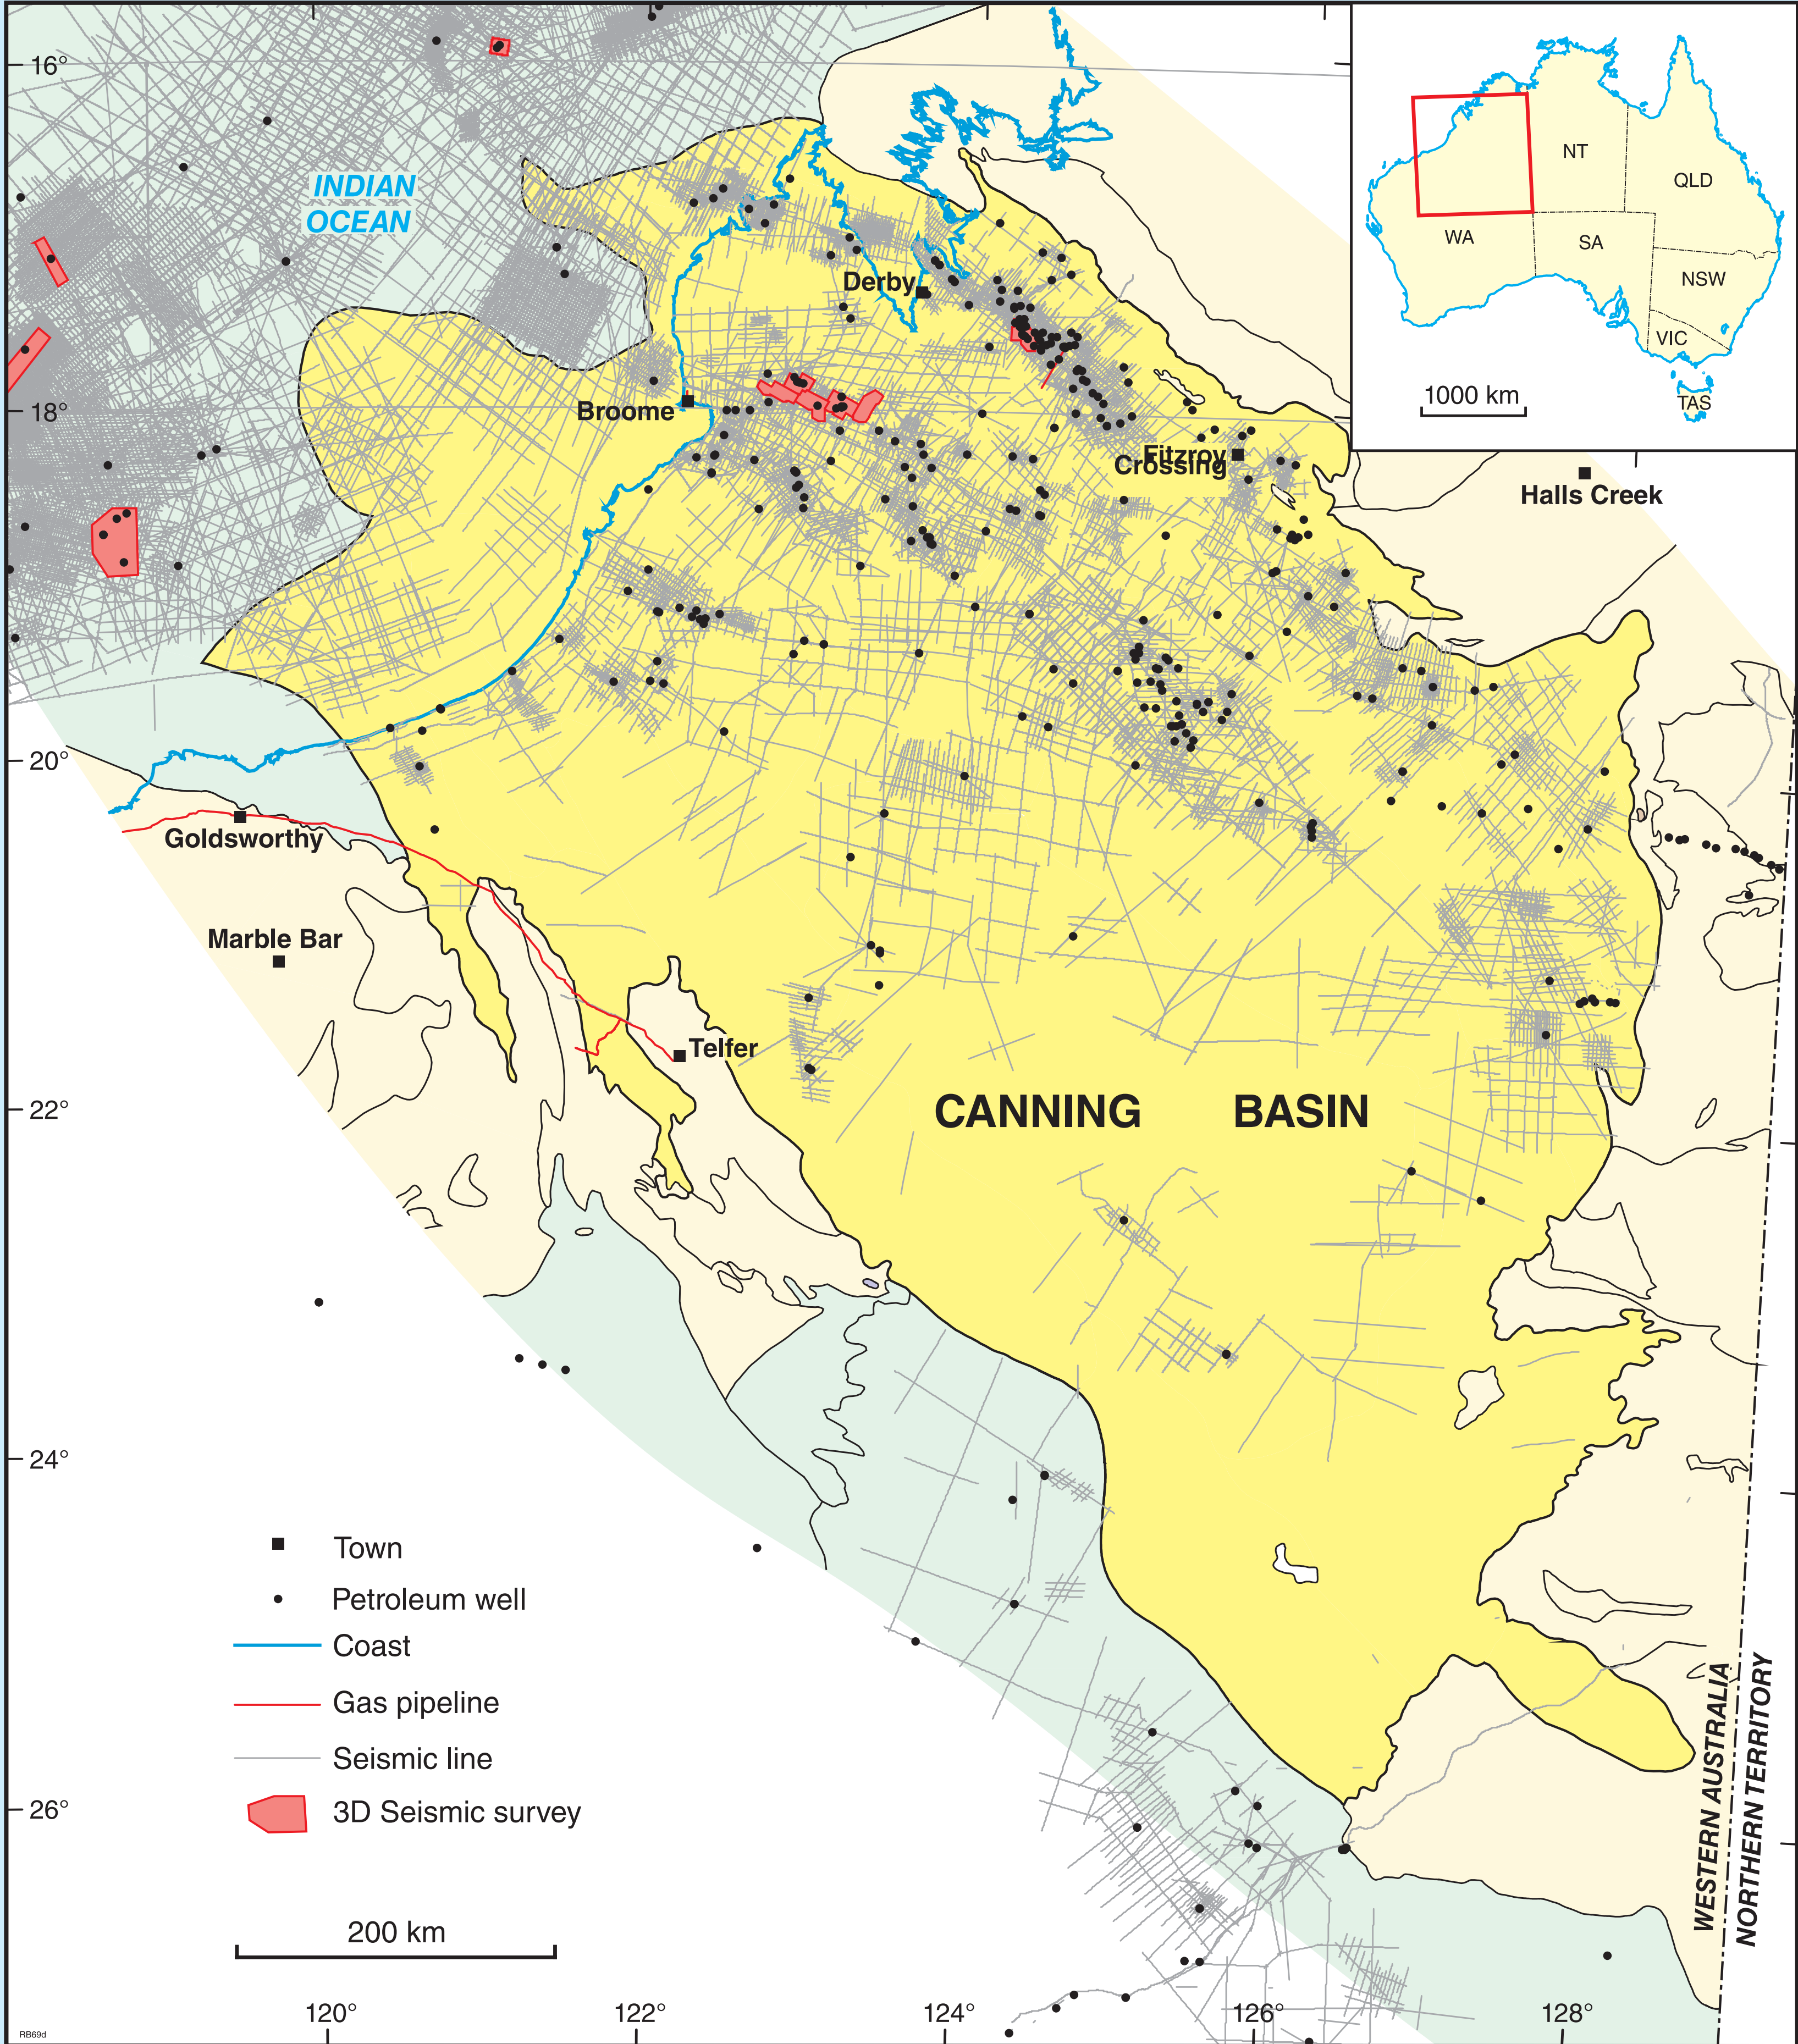 16°
18°
20°
22°
24°
26°
120°
122°
124°
126°
128°
INDIAN
OCEAN
Derby
Broome
Fitzroy
Crossing
Halls Creek
Goldsworthy
Marble Bar
Telfer
CANNING BASIN
WESTERN AUSTRALIA
NORTHERN TERRITORY
NT
QLD
WA
SA
NSW
VIC
TAS
1000 km
Town
Petroleum well
Coast
Gas pipeline
Seismic line
3D Seismic survey
200 km
RB69d